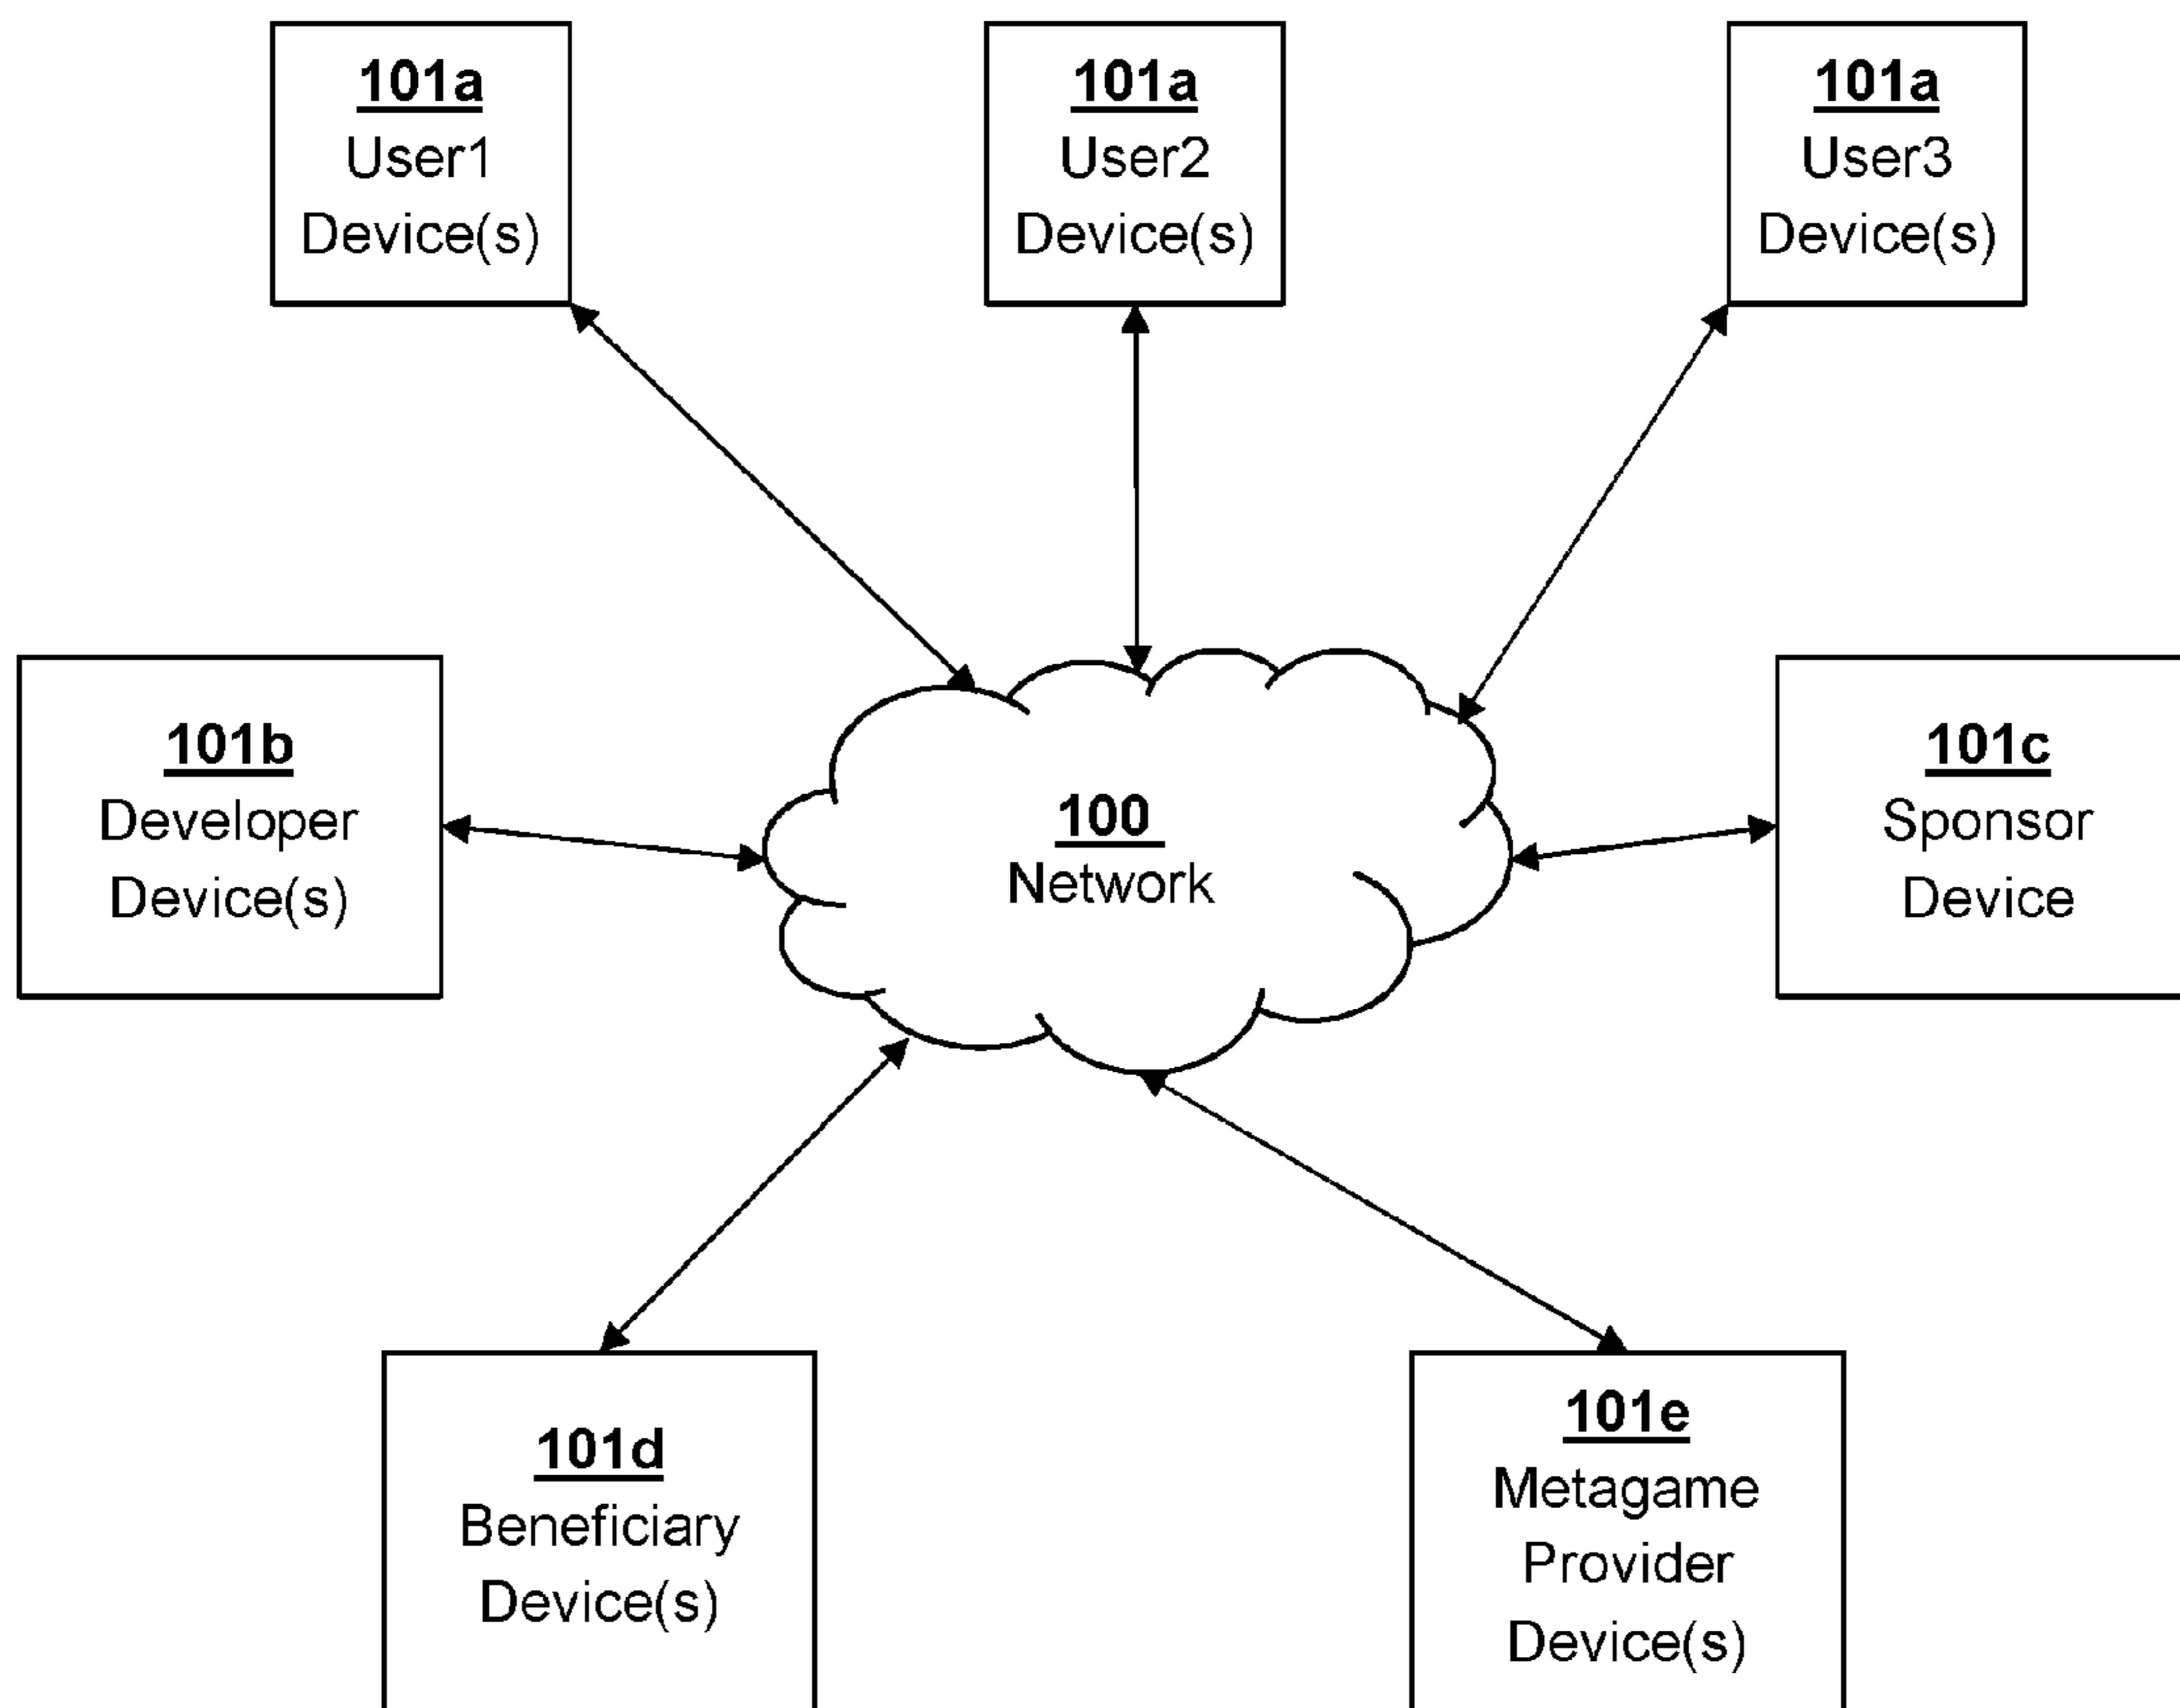 101a
User1
Device(s)
101a
User2
Device(s)
101a
User3
Device(s)
101b
Developer
Device(s)
100
Network
101c
Sponsor
Device
101d
Beneficiary
Device(s)
101e
Metagame
Provider
Device(s)